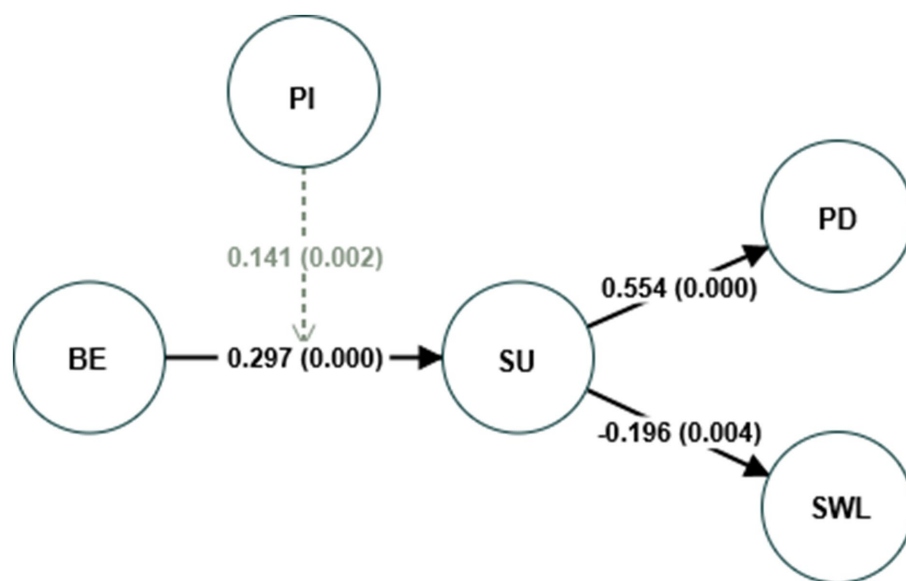 PI
PD
0.141 (0.002)
0.554 (0.000)
BE
0.297 (0.000)
SU
-0.196 (0.004)
SWL